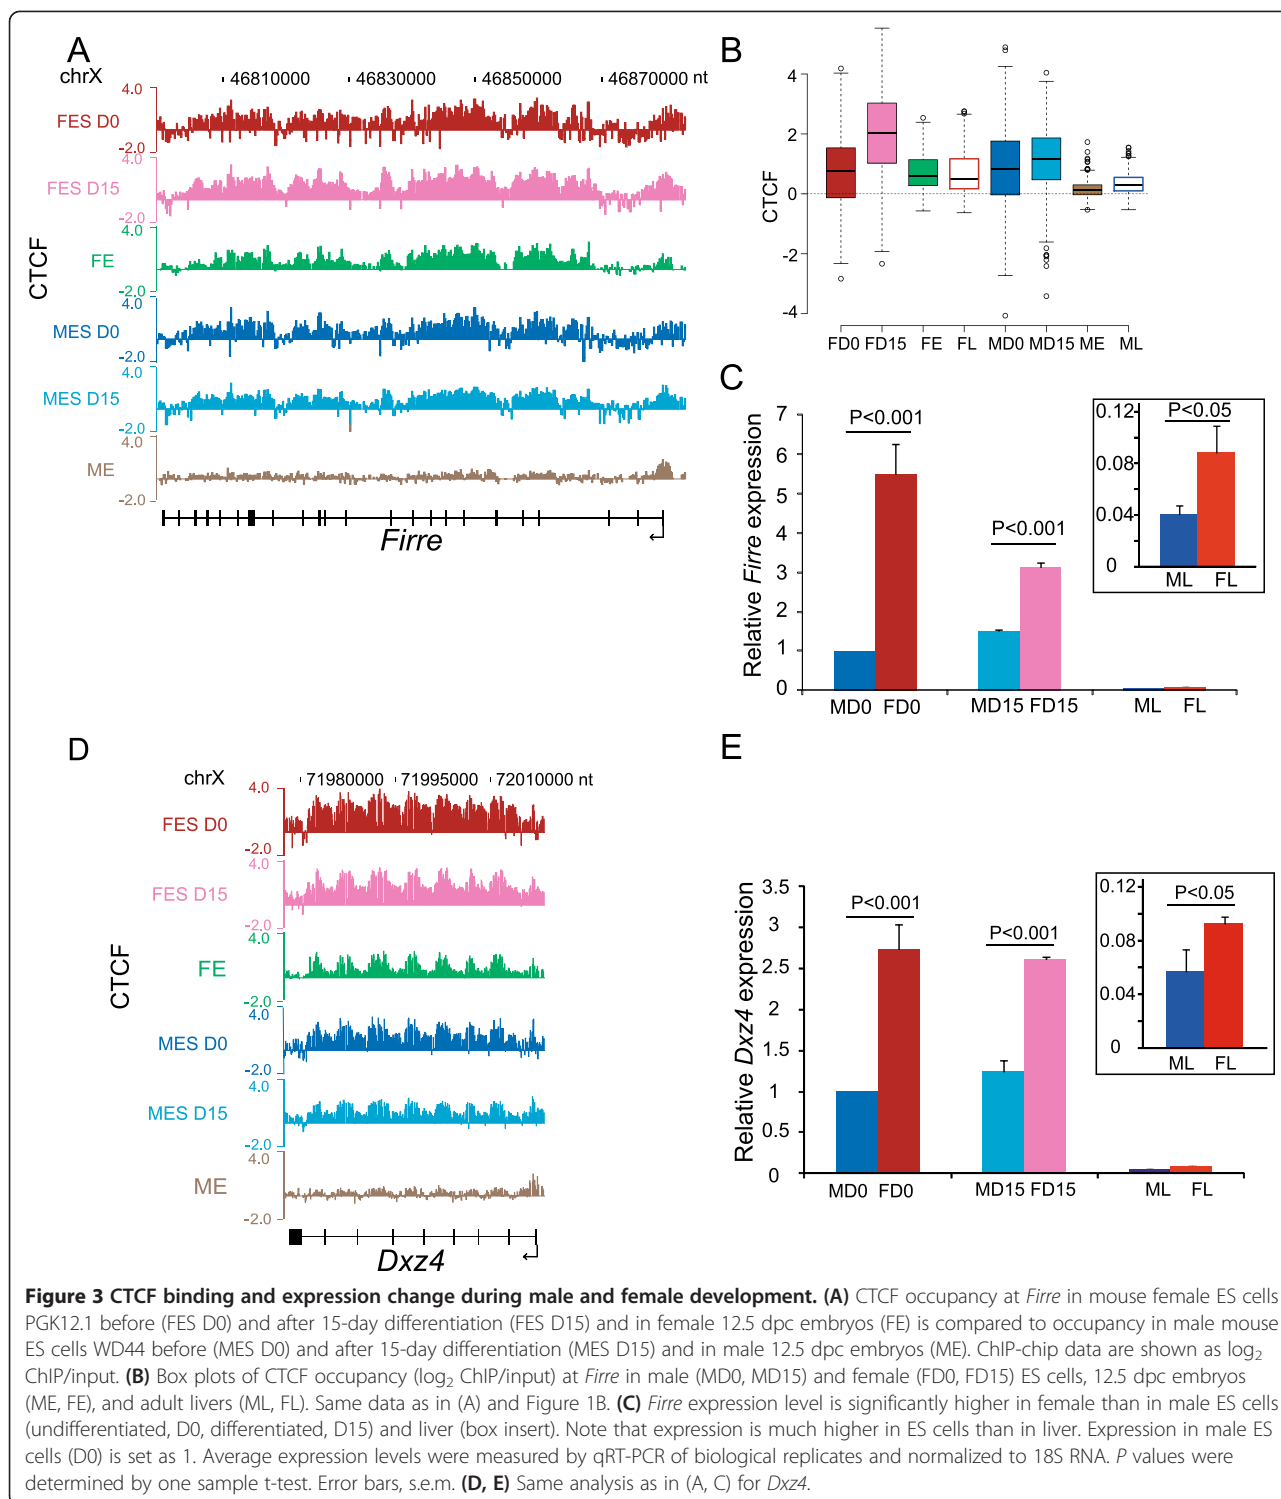 A
chrX
46810000 46830000 46850000 46870000 nt
CTCF
4.0
FES D0
-2.0
4.0
FES D15
-2.0
4.0
FE
-2.0
4.0
MES D0
-2.0
4.0
MES D15
-2.0
4.0
ME
-2.0
Firre
B
CTCF
4
2
0
-2
-4
FD0 FD15 FE FL MD0 MD15 ME ML
C
Relative Firre expression
7
6
5
4
3
2
1
0
P<0.001
P<0.001
MD0 FD0 MD15 FD15 ML FL
0.12
0.08
0.04
0
P<0.05
ML FL
D
chrX
71980000 71995000 72010000 nt
CTCF
4.0
FES D0
-2.0
4.0
FES D15
-2.0
4.0
FE
-2.0
4.0
MES D0
-2.0
4.0
MES D15
-2.0
4.0
ME
-2.0
Dxz4
E
Relative Dxz4 expression
3.5
3
2.5
2
1.5
1
0.5
0
P<0.001
P<0.001
MD0 FD0 MD15 FD15 ML FL
0.12
0.08
0.04
0
P<0.05
ML FL
Figure 3 CTCF binding and expression change during male and female development. (A) CTCF occupancy at Firre in mouse female ES cells
PGK12.1 before (FES D0) and after 15-day differentiation (FES D15) and in female 12.5 dpc embryos (FE) is compared to occupancy in male mouse
ES cells WD44 before (MES D0) and after 15-day differentiation (MES D15) and in male 12.5 dpc embryos (ME). ChIP-chip data are shown as log2
ChIP/input. (B) Box plots of CTCF occupancy (log2 ChIP/input) at Firre in male (MD0, MD15) and female (FD0, FD15) ES cells, 12.5 dpc embryos
(ME, FE), and adult livers (ML, FL). Same data as in (A) and Figure 1B. (C) Firre expression level is significantly higher in female than in male ES cells
(undifferentiated, D0, differentiated, D15) and liver (box insert). Note that expression is much higher in ES cells than in liver. Expression in male ES
cells (D0) is set as 1. Average expression levels were measured by qRT-PCR of biological replicates and normalized to 18S RNA. P values were
determined by one sample t-test. Error bars, s.e.m. (D, E) Same analysis as in (A, C) for Dxz4.